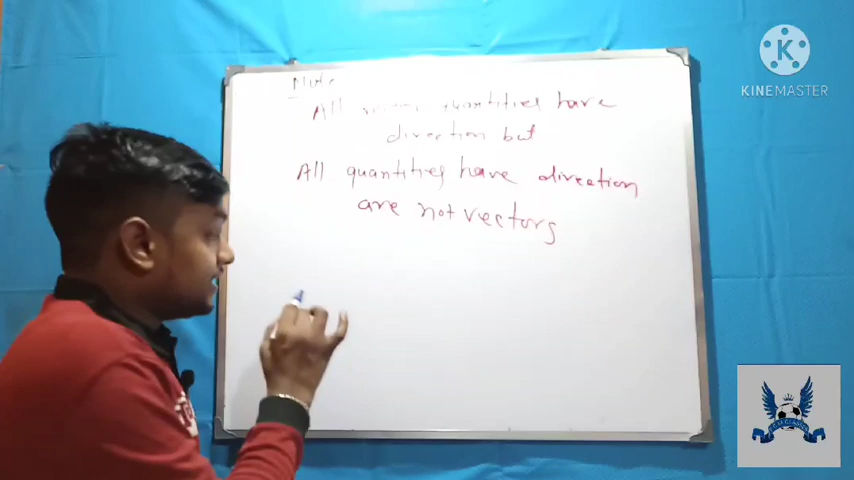 Note
All quantities have
direction but
All quantities have direction
are not vectors
K
KINEMASTER